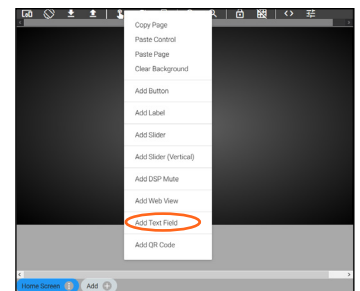 Copy Page
Paste Control
Paste Page
Clear Background
Add Button
Add Label
Add Slider
Add Slider (Vertical)
Add DSP Mute
Add Web View
Add Text Field
Add QR Code
Home Screen
Add